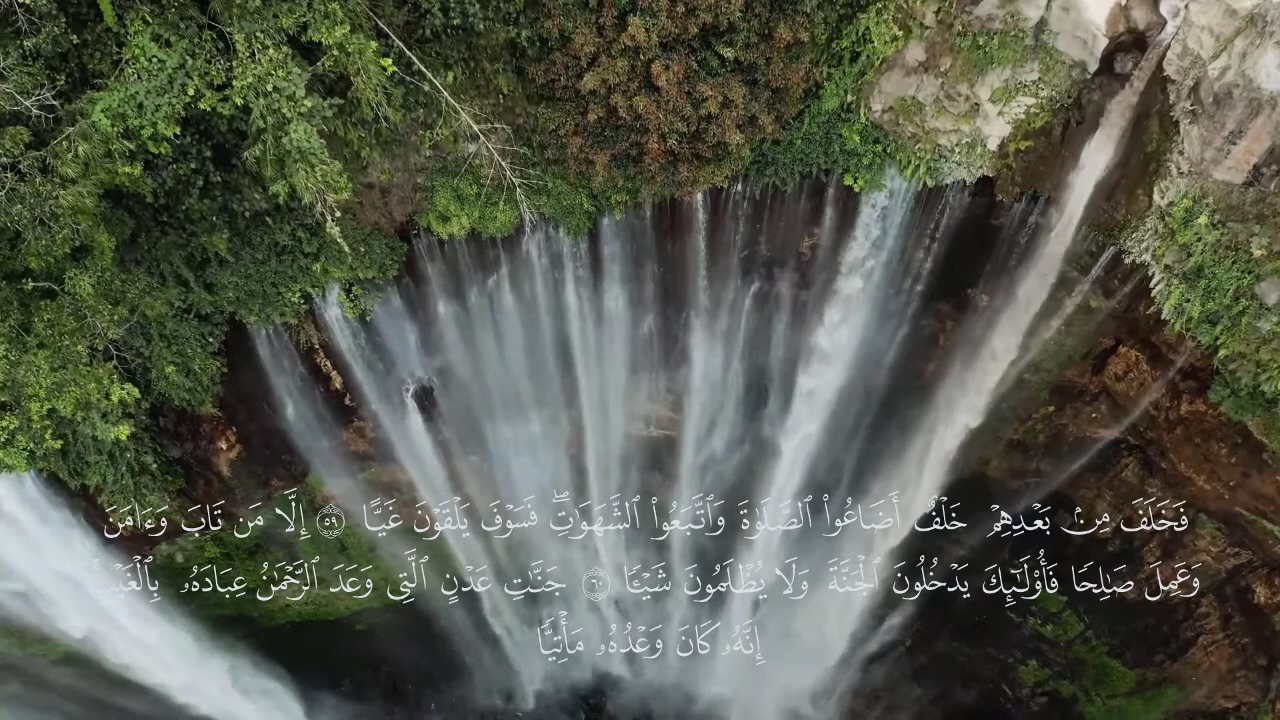 فَخَلَفَ مِنۢ بَعْدِهِمْ خَلْفٌ أَضَاعُوا۟ ٱلصَّلَوٰةَ وَٱتَّبَعُوا۟ ٱلشَّهَوَٰتِ ۖ فَسَوْفَ يَلْقَوْنَ غَيًّا ۝٥٩ إِلَّا مَن تَابَ وَءَامَنَ
وَعَمِلَ صَـٰلِحًا فَأُو۟لَـٰٓئِكَ يَدْخُلُونَ ٱلْجَنَّةَ وَلَا يُظْلَمُونَ شَيْـًٔا ۝٦٠ جَنَّـٰتِ عَدْنٍ ٱلَّتِى وَعَدَ ٱلرَّحْمَـٰنُ عِبَادَهُۥ بِٱلْغَيْبِ ۚ
إِنَّهُۥ كَانَ وَعْدُهُۥ مَأْتِيًّا